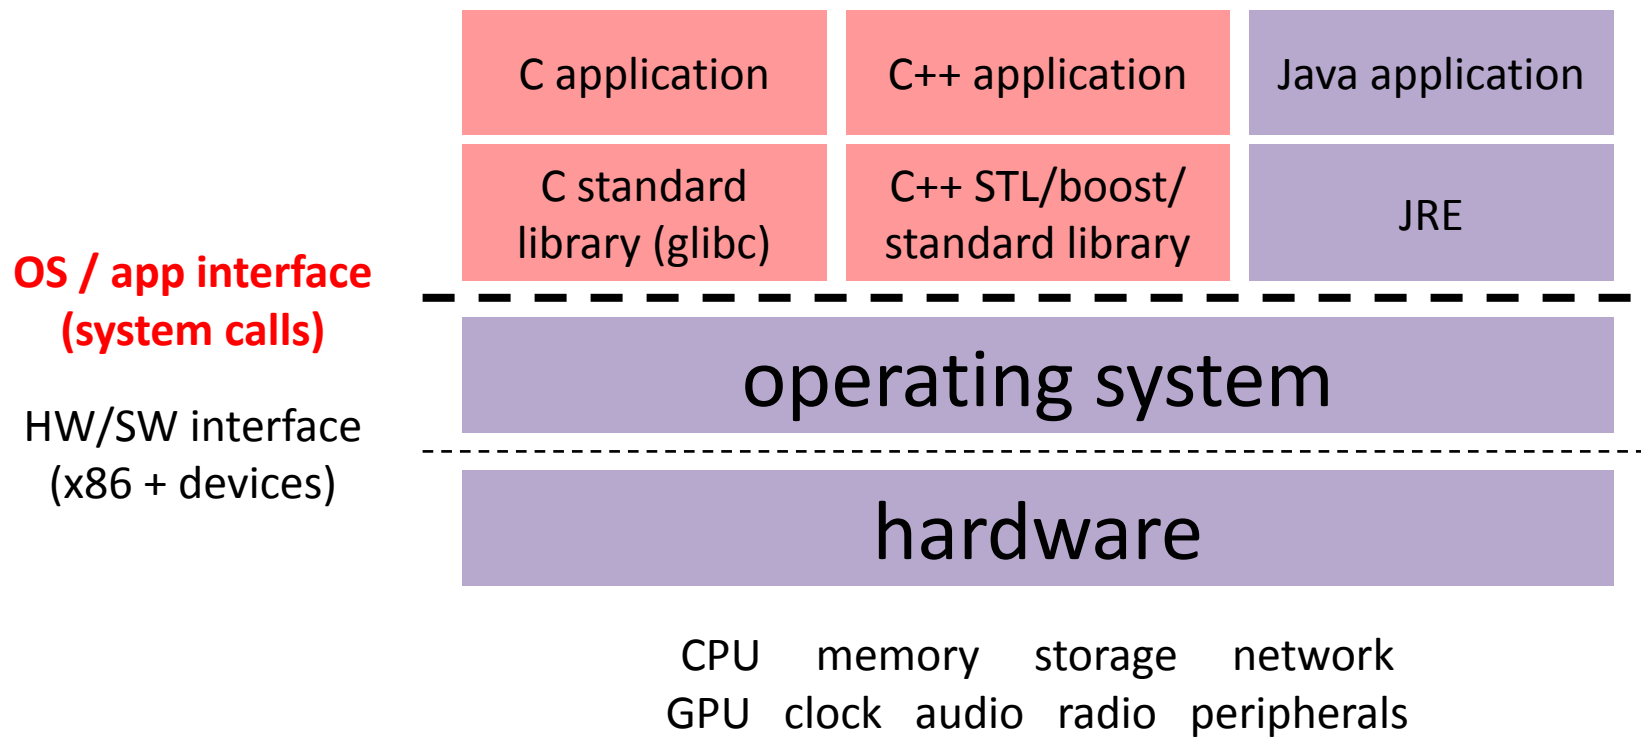 C application
C++ application
Java application
C standard
library (glibc)
C++ STL/boost/
standard library
JRE
OS / app interface
(system calls)
operating system
HW/SW interface
(x86 + devices)
hardware
CPU memory storage network
GPU clock audio radio peripherals